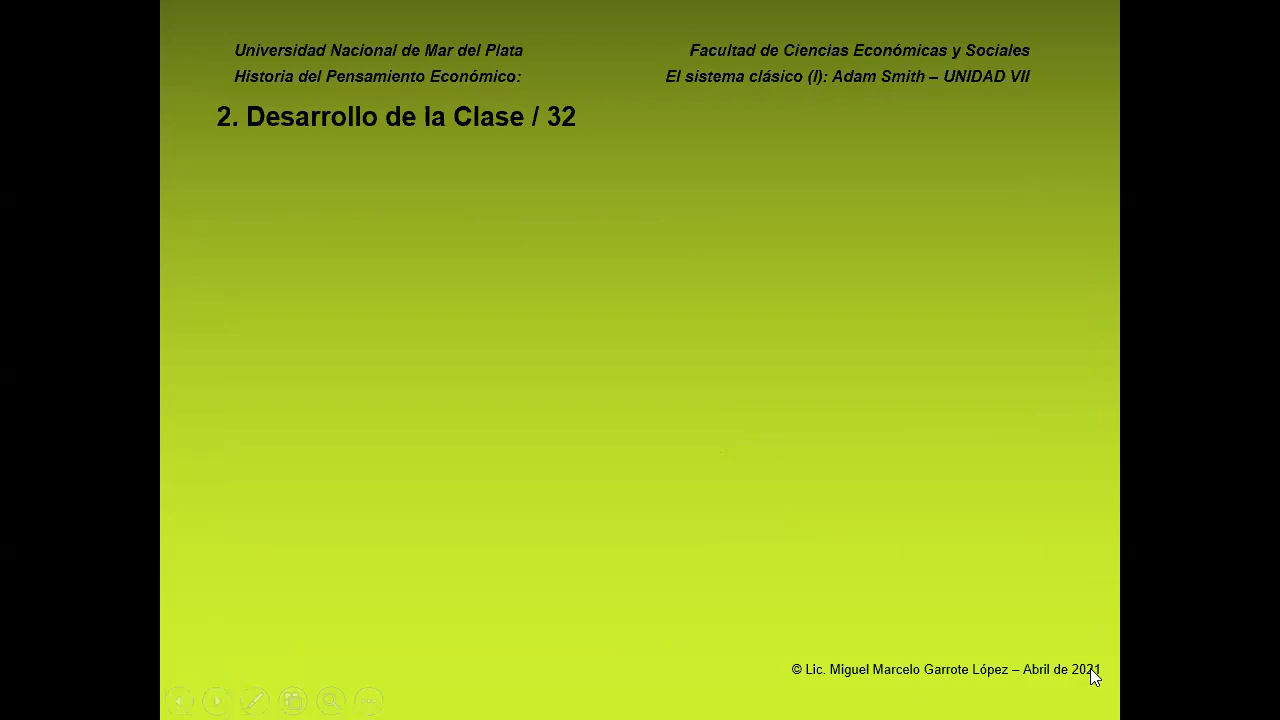 Universidad Nacional de Mar del Plata Facultad de Ciencias Económicas y Sociales
Historia del Pensamiento Económico: El sistema clásico (I): Adam Smith – UNIDAD VII
2. Desarrollo de la Clase / 32
© Lic. Miguel Marcelo Garrote López – Abril de 2021